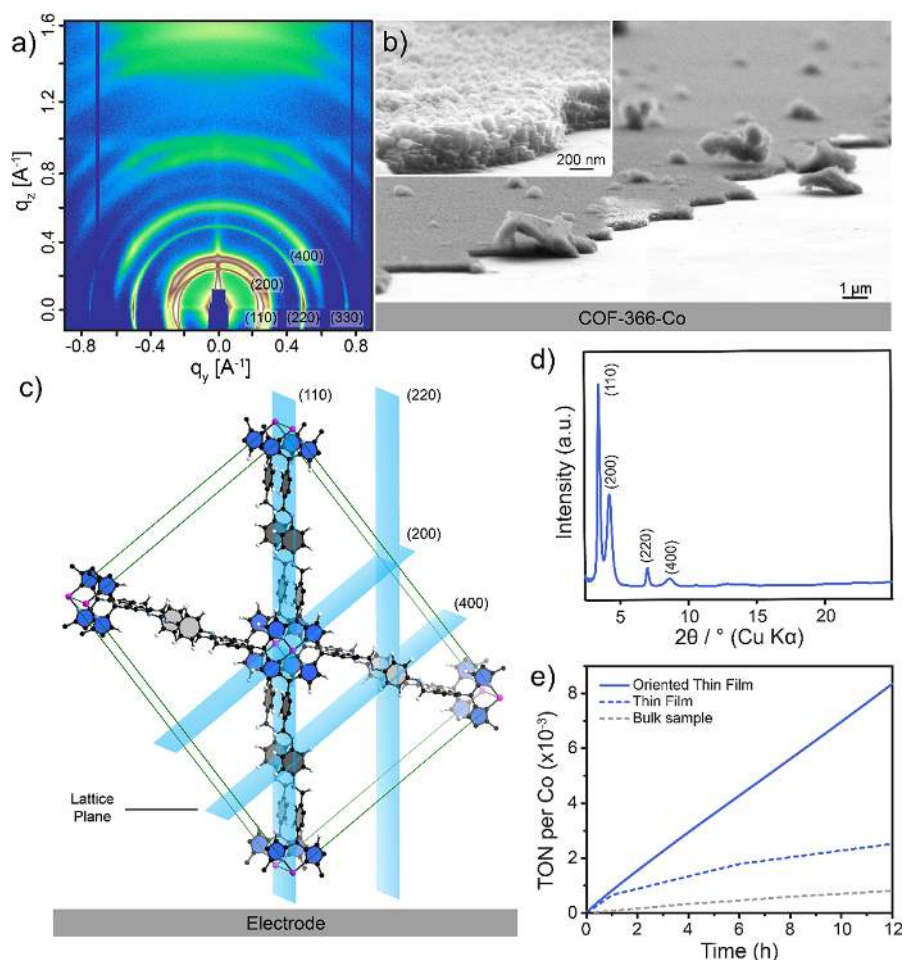 a)
1.6
1.2
0.8
0.4
0.0
qz [A-1]
-0.8
-0.4
0.0
0.4
0.8
qy [A-1]
(400)
(200)
(110)
(220)
(330)
b)
200 nm
1 µm
COF-366-Co
c)
(110)
(220)
(200)
(400)
Lattice
Plane
Electrode
d)
Intensity (a.u.)
(110)
(200)
(220)
(400)
5
10
15
20
2θ / ° (Cu Kα)
e)
Oriented Thin Film
Thin Film
Bulk sample
TON per Co (x10-3)
8
6
4
2
0
0
2
4
6
8
10
12
Time (h)